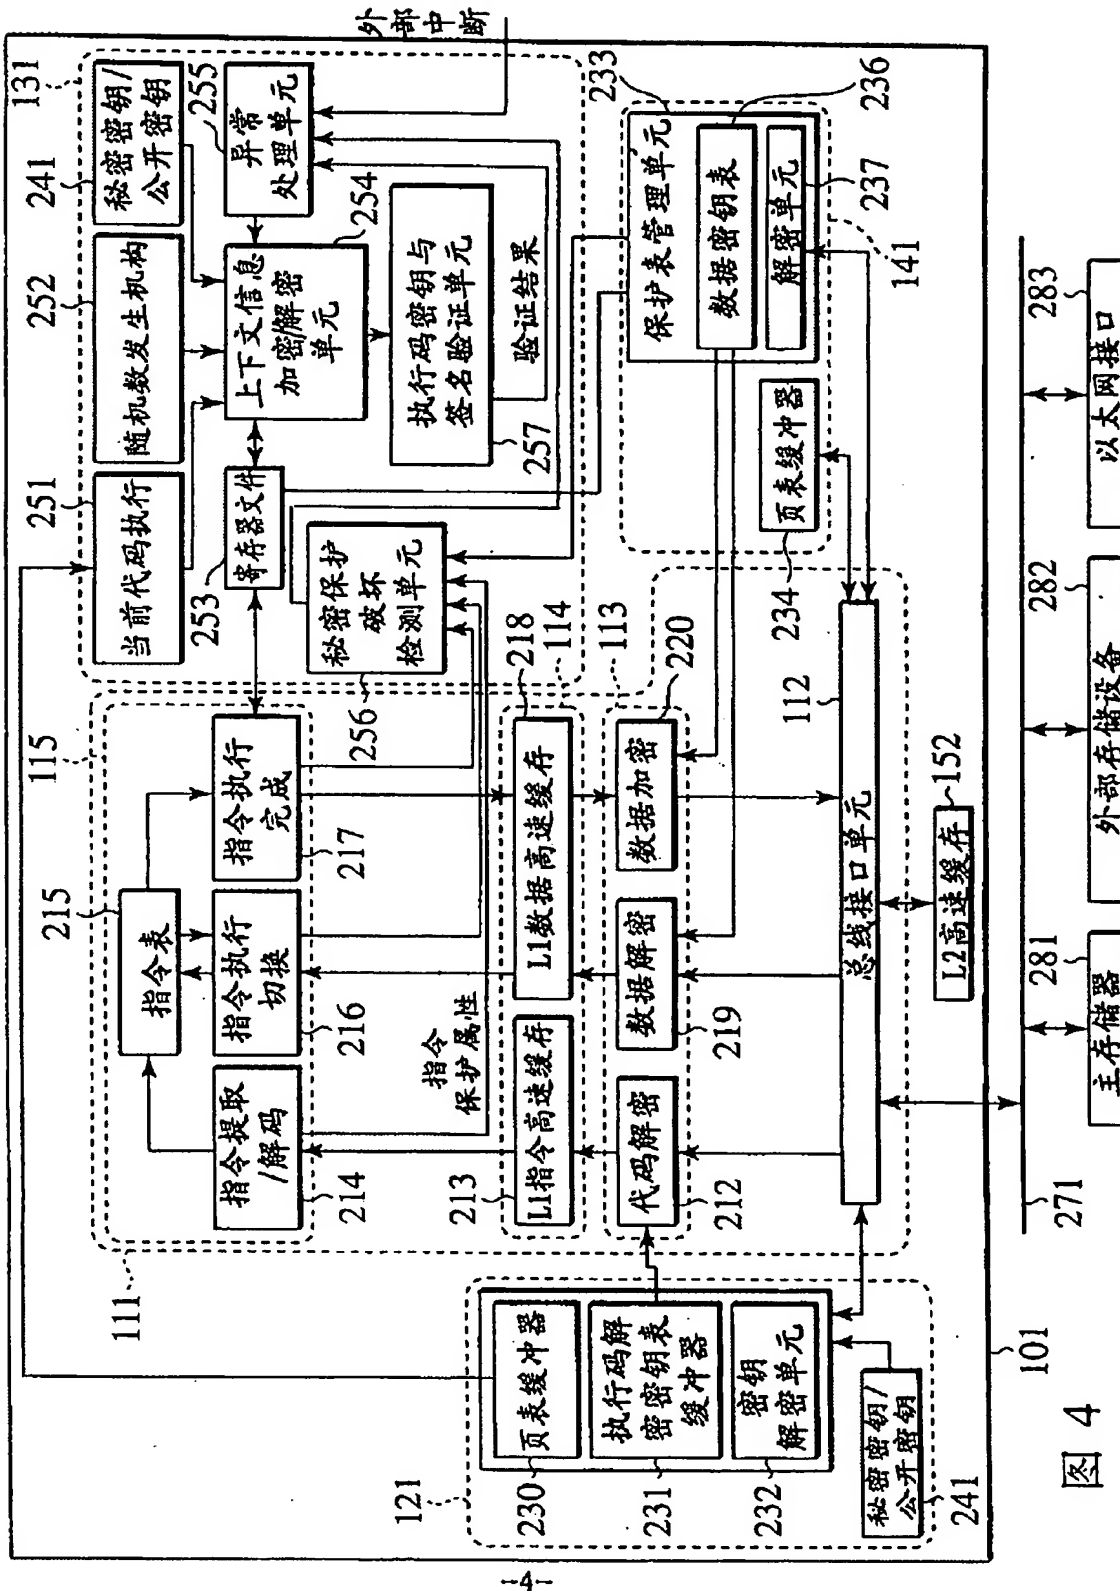 外部中断
131
241
秘密密钥/
公开密钥
252
随机数发生机构
251
当前代码执行
255
异常
处理单元
254
上下文信息
加密/解密
单元
253
寄存器文件
执行码密钥与
签名验证单元
257
验证结果
秘密保护
破坏
检测单元
256
115
215
指令表
指令执行
完成
217
指令执行
切换
216
指令提取
/解码
214
指令
保护属性
111
114
218
L1数据高速缓存
213
L1指令高速缓存
113
220
数据加密
数据解密
219
代码解密
212
233
保护表管理单元
236
数据密钥表
237
解密单元
141
页表缓冲器
234
112
总线接口单元
152
L2高速缓存
121
页表缓冲器
230
执行码解
密密钥表
缓冲器
231
密钥
解密单元
232
秘密密钥/
公开密钥
241
101
271
281
主存储器
282
外部存储设备
283
以太网接口
图 4
--4--